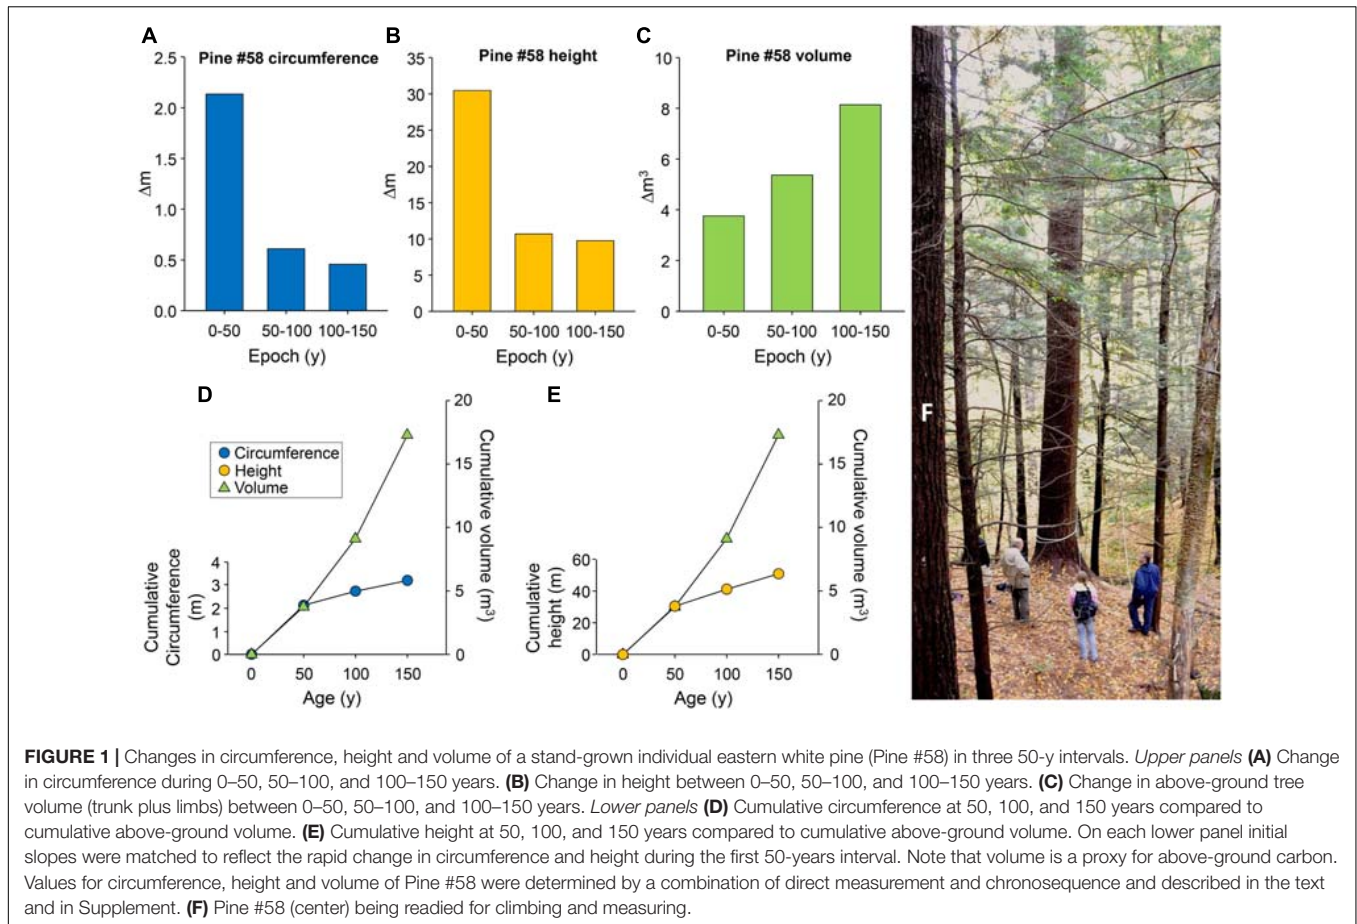 A
Pine #58 circumference
2.5
2.0
1.5
1.0
0.5
0.0
Δm
0-50
50-100
100-150
Epoch (y)
B
Pine #58 height
35
30
25
20
15
10
5
0
Δm
0-50
50-100
100-150
Epoch (y)
C
Pine #58 volume
10
8
6
4
2
0
Δm³
0-50
50-100
100-150
Epoch (y)
D
Circumference
Height
Volume
Cumulative
Circumference
(m)
4
3
2
1
0
0
50
100
150
Age (y)
20
15
10
5
0
Cumulative volume (m³)
E
Cumulative
height (m)
60
40
20
0
0
50
100
150
Age (y)
20
15
10
5
0
Cumulative volume (m³)
F
FIGURE 1 | Changes in circumference, height and volume of a stand-grown individual eastern white pine (Pine #58) in three 50-y intervals. Upper panels (A) Change
in circumference during 0–50, 50–100, and 100–150 years. (B) Change in height between 0–50, 50–100, and 100–150 years. (C) Change in above-ground tree
volume (trunk plus limbs) between 0–50, 50–100, and 100–150 years. Lower panels (D) Cumulative circumference at 50, 100, and 150 years compared to
cumulative above-ground volume. (E) Cumulative height at 50, 100, and 150 years compared to cumulative above-ground volume. On each lower panel initial
slopes were matched to reflect the rapid change in circumference and height during the first 50-years interval. Note that volume is a proxy for above-ground carbon.
Values for circumference, height and volume of Pine #58 were determined by a combination of direct measurement and chronosequence and described in the text
and in Supplement. (F) Pine #58 (center) being readied for climbing and measuring.